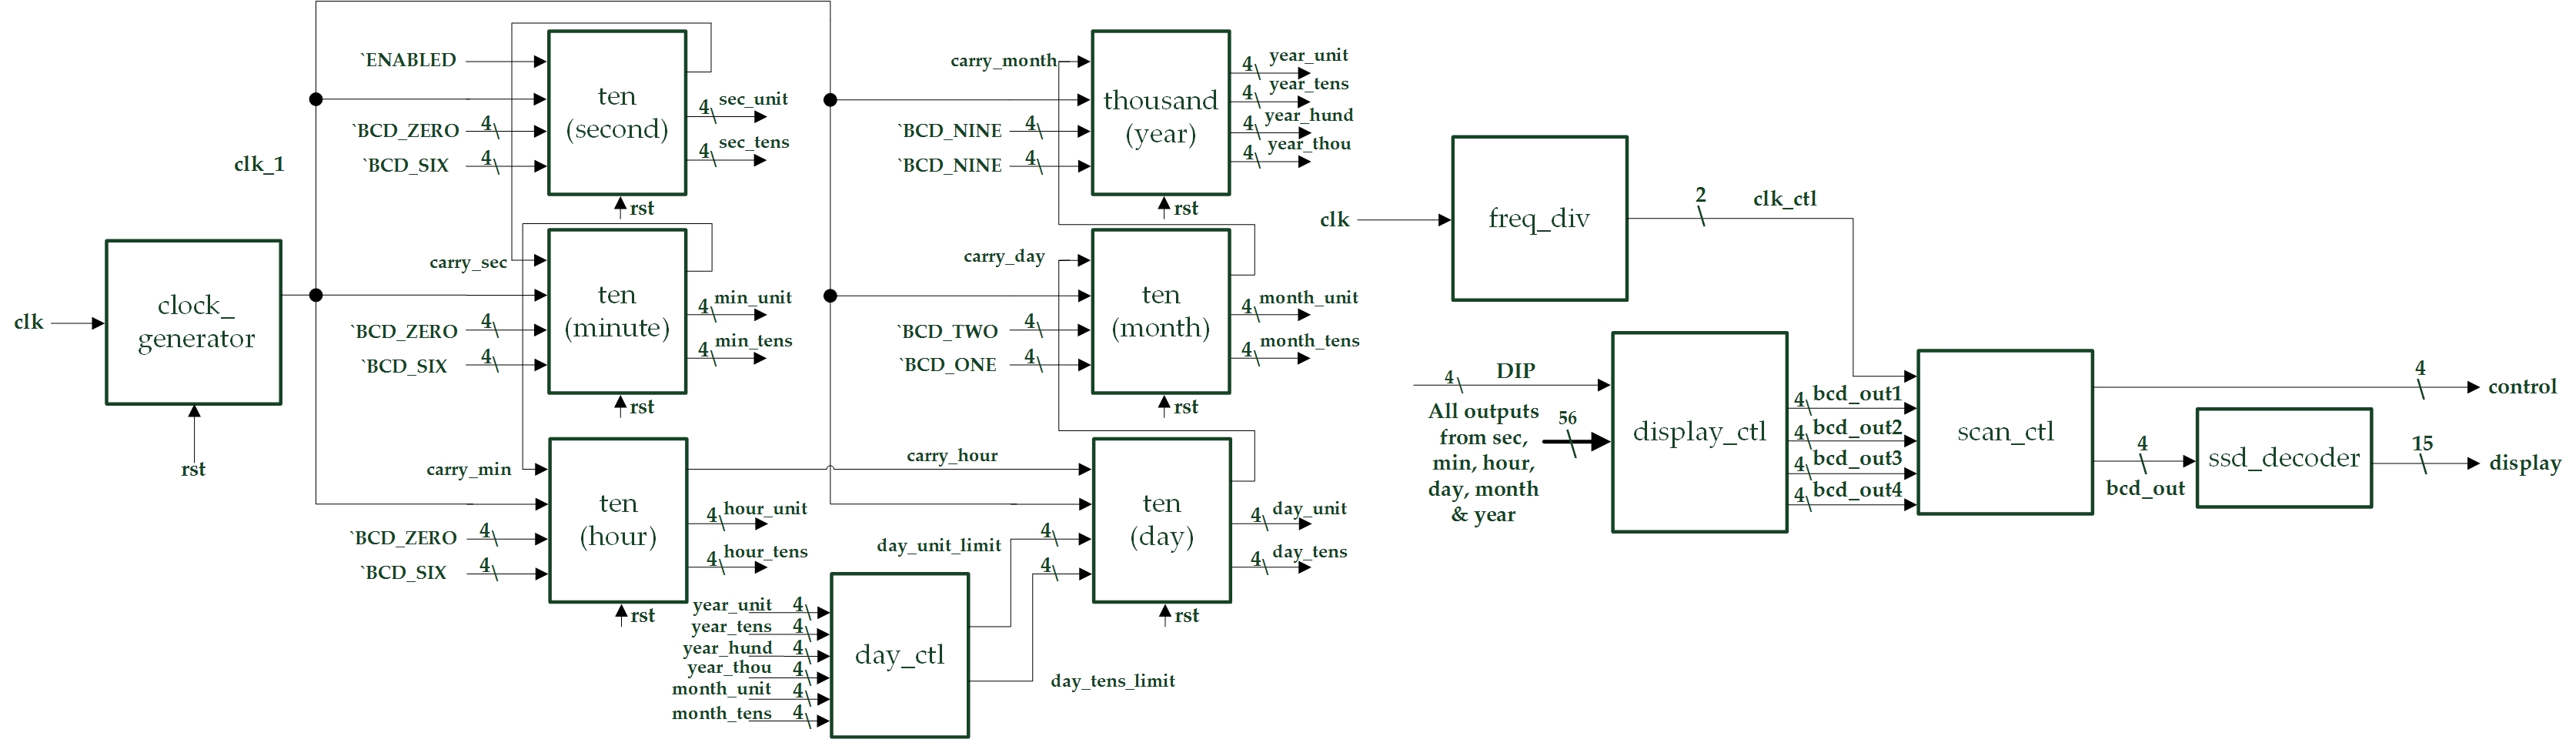 clk
clock_
generator
rst
clk_1
`ENABLED
`BCD_ZERO
4
`BCD_SIX
4
ten
(second)
rst
4
sec_unit
4
sec_tens
carry_sec
`BCD_ZERO
4
`BCD_SIX
4
ten
(minute)
rst
4
min_unit
4
min_tens
carry_min
`BCD_ZERO
4
`BCD_SIX
4
ten
(hour)
rst
4
hour_unit
4
hour_tens
carry_month
`BCD_NINE
4
`BCD_NINE
4
thousand
(year)
rst
4
year_unit
4
year_tens
4
year_hund
4
year_thou
carry_day
`BCD_TWO
4
`BCD_ONE
4
ten
(month)
rst
4
month_unit
4
month_tens
carry_hour
day_unit_limit
4
4
ten
(day)
rst
4
day_unit
4
day_tens
year_unit
4
year_tens
4
year_hund
4
year_thou
4
month_unit
4
month_tens
4
day_ctl
day_tens_limit
clk
freq_div
2
clk_ctl
4
DIP
All outputs
from sec,
min, hour,
day, month
& year
56
display_ctl
4
bcd_out1
4
bcd_out2
4
bcd_out3
4
bcd_out4
scan_ctl
4
control
4
bcd_out
ssd_decoder
15
display